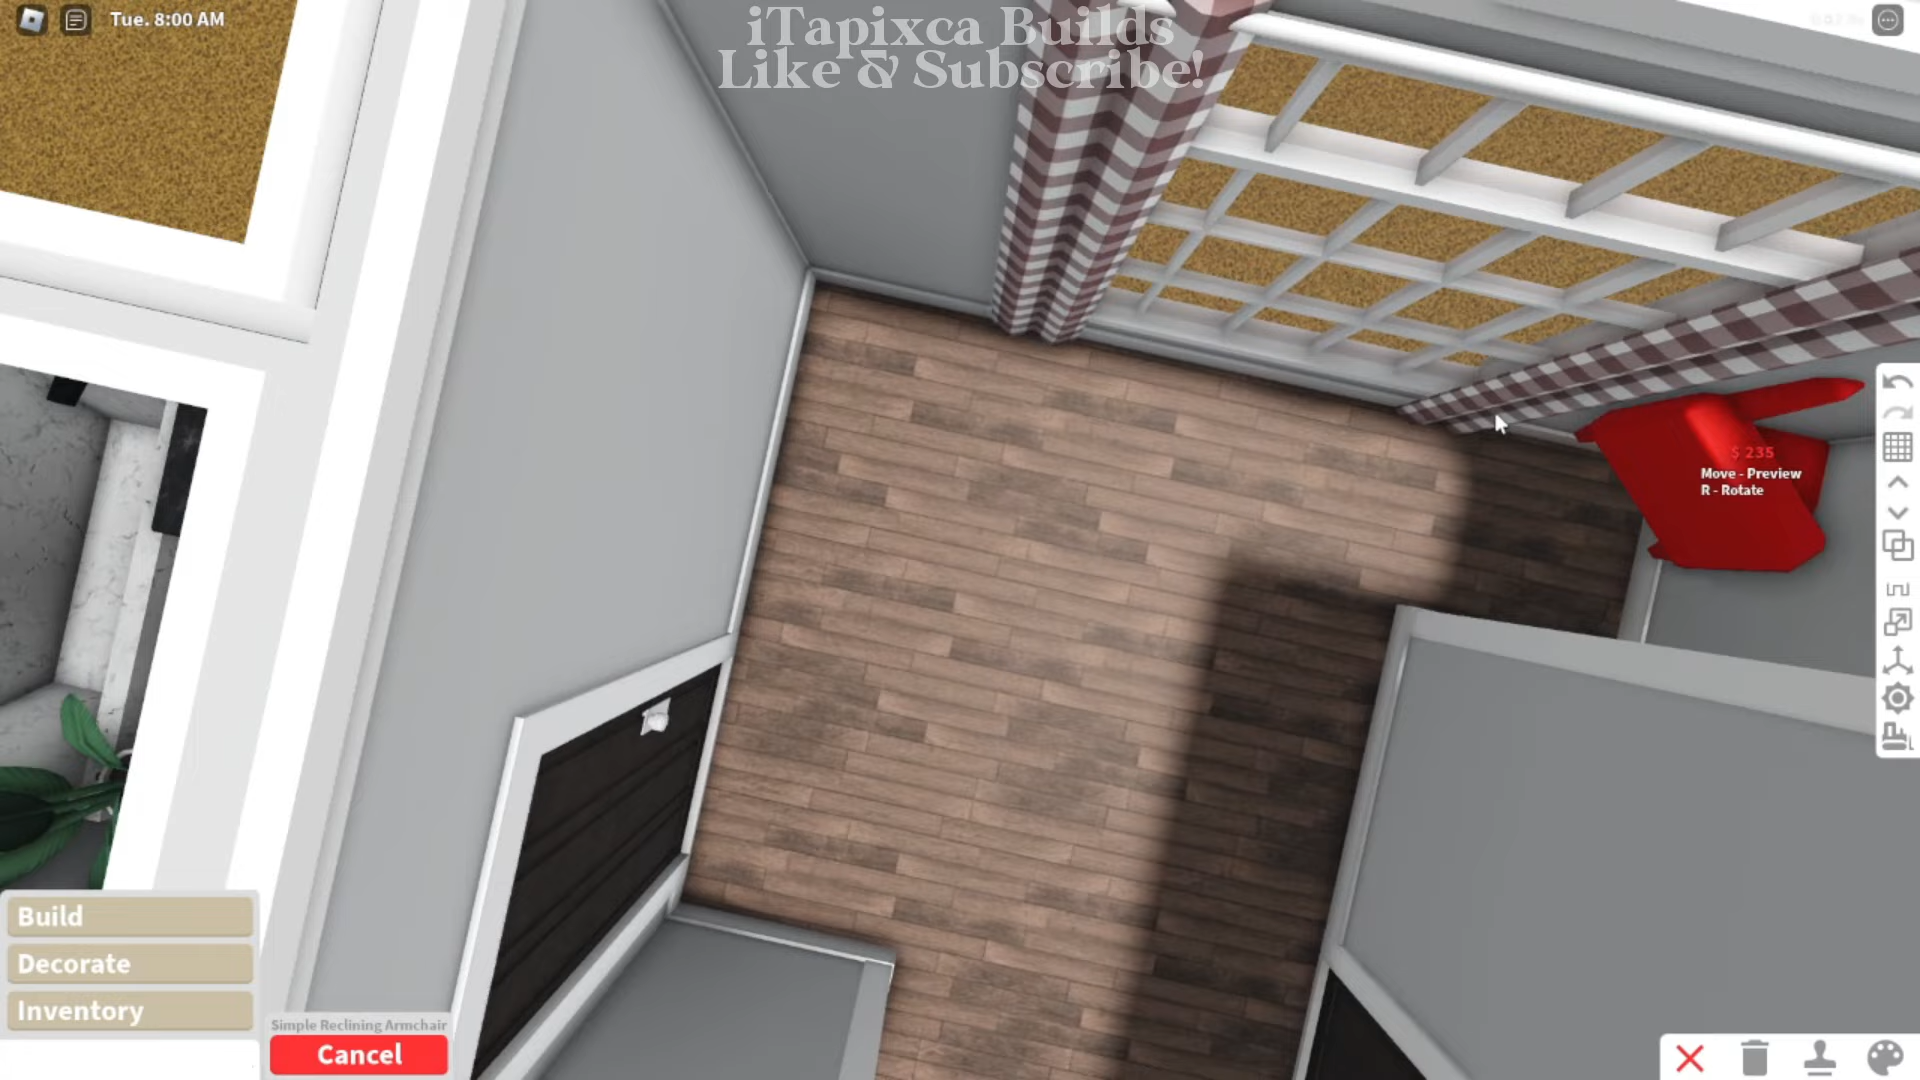 Tue. 8:00 AM
iTapixca Builds
Like & Subscribe!
$ 235
Move - Preview
R - Rotate
Build
Decorate
Inventory
Simple Reclining Armchair
Cancel